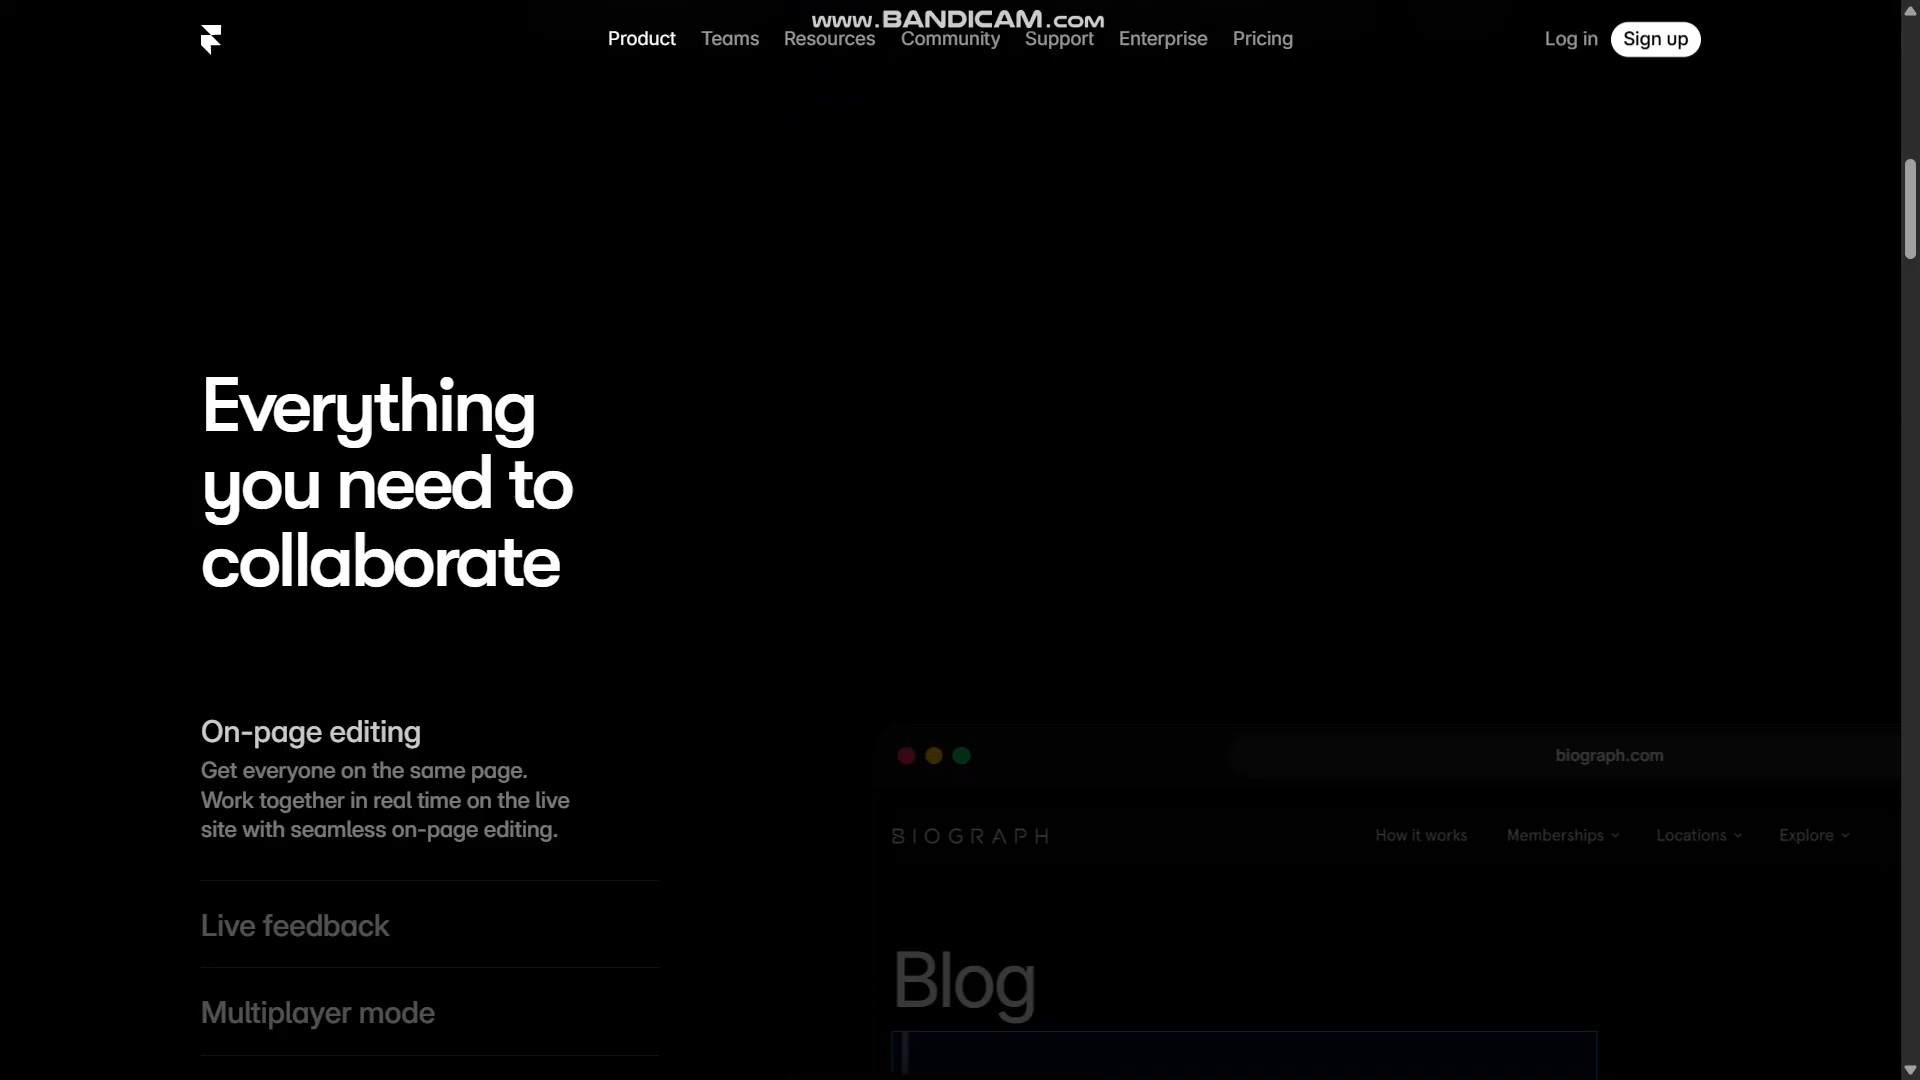 www.BANDICAM.com
Product Teams Resources Community Support Enterprise Pricing Log in Sign up
Everything
you need to
collaborate
On-page editing
Get everyone on the same page.
Work together in real time on the live
site with seamless on-page editing.
biograph.com
BIOGRAPH How it works Memberships Locations Explore
Live feedback
Blog
Multiplayer mode